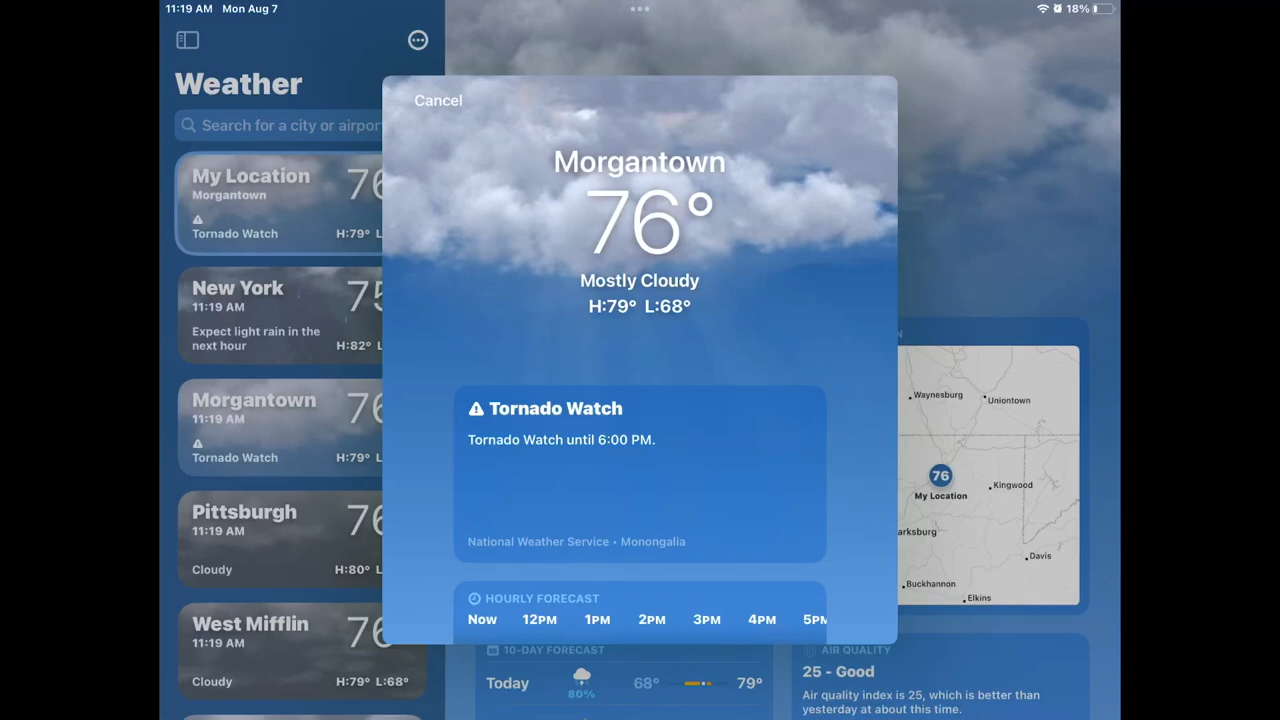 11:19 AM Mon Aug 7
18%
Weather
Search for a city or airpor
My Location
Morgantown
76
Tornado Watch
H:79° L
New York
11:19 AM
75
Expect light rain in the
next hour
H:82° L
Morgantown
11:19 AM
76
Tornado Watch
H:79° L
Pittsburgh
11:19 AM
76
Cloudy
H:80° L
West Mifflin
11:19 AM
76
Cloudy
H:79° L:68°
Cancel
Morgantown
76°
Mostly Cloudy
H:79° L:68°
Tornado Watch
Tornado Watch until 6:00 PM.
National Weather Service • Monongalia
HOURLY FORECAST
Now 12PM 1PM 2PM 3PM 4PM 5PM
10-DAY FORECAST
Today 68° 79°
80%
N
Waynesburg
Uniontown
76
My Location
Kingwood
arksburg
Davis
Buckhannon
Elkins
AIR QUALITY
25 - Good
Air quality index is 25, which is better than
yesterday at about this time.